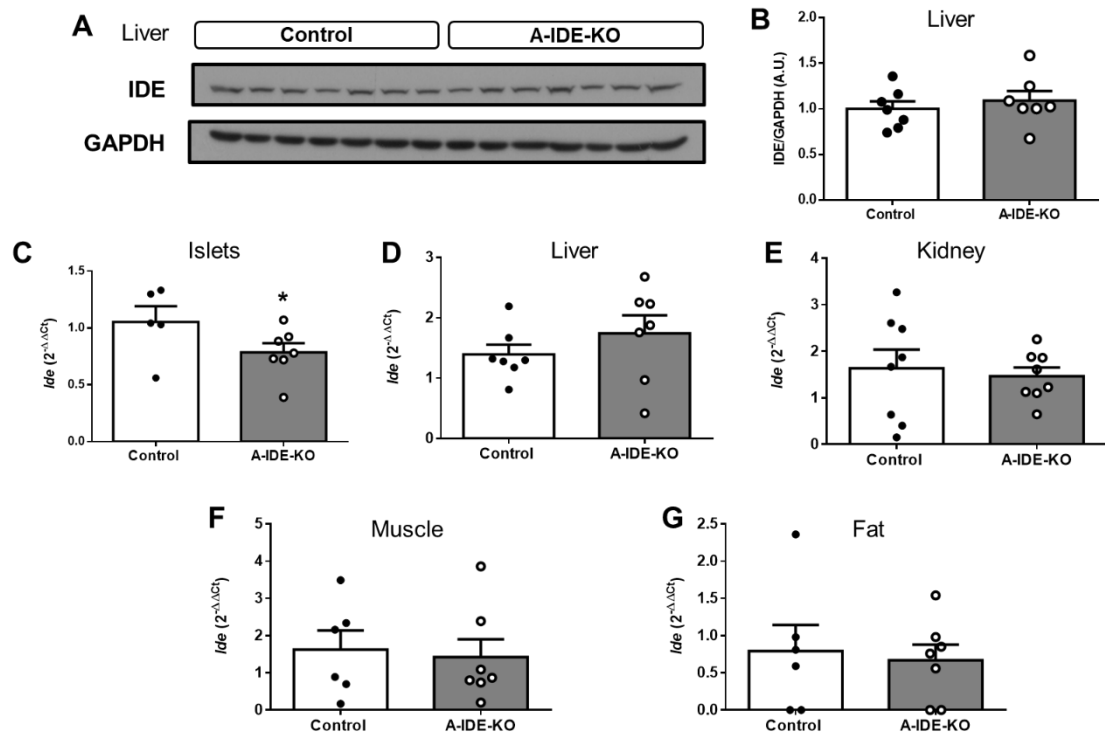 A
Liver
Control
A-IDE-KO
IDE
GAPDH
B
Liver
IDE/GAPDH (A.U.)
2.0
1.5
1.0
0.5
0.0
Control
A-IDE-KO
C
Islets
Ide (2-ΔΔCt)
1.5
1.0
0.5
0.0
*
Control
A-IDE-KO
D
Liver
Ide (2-ΔΔCt)
3
2
1
0
Control
A-IDE-KO
E
Kidney
Ide (2-ΔΔCt)
4
3
2
1
0
Control
A-IDE-KO
F
Muscle
Ide (2-ΔΔCt)
5
4
3
2
1
0
Control
A-IDE-KO
G
Fat
Ide (2-ΔΔCt)
2.5
2.0
1.5
1.0
0.5
0.0
Control
A-IDE-KO